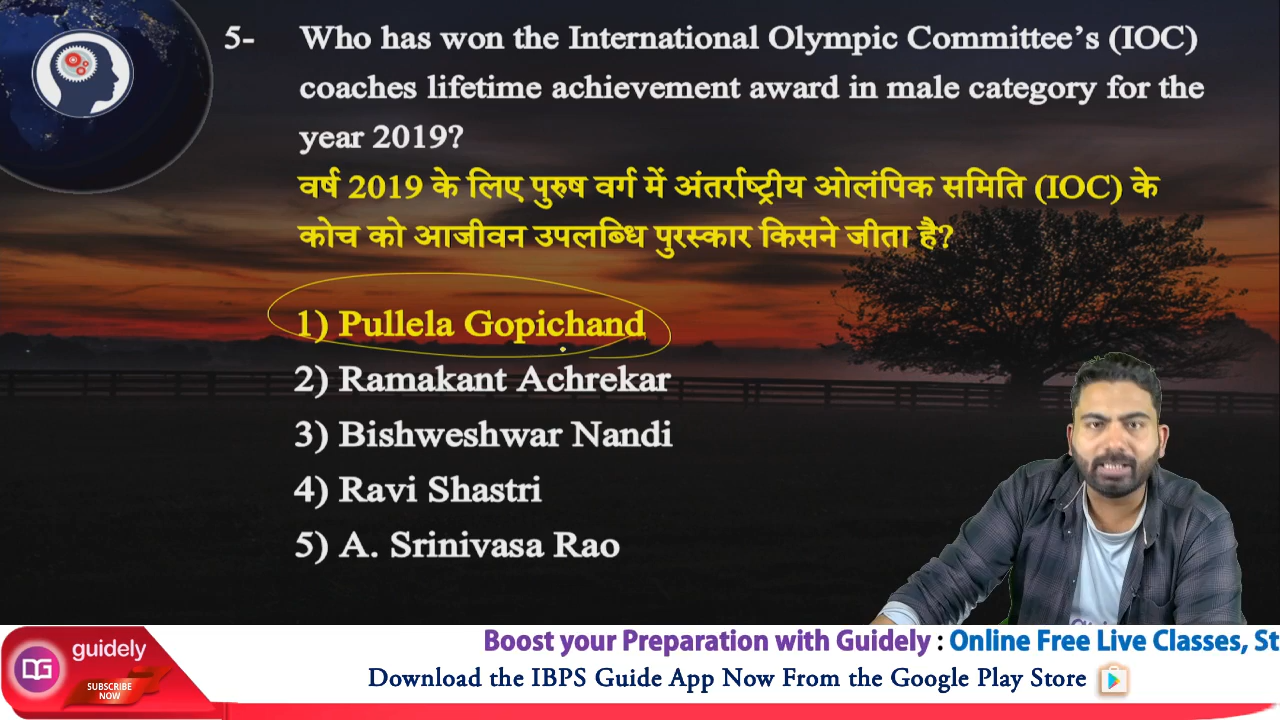 5- Who has won the International Olympic Committee's (IOC)
coaches lifetime achievement award in male category for the
year 2019?
वर्ष 2019 के लिए पुरुष वर्ग में अंतर्राष्ट्रीय ओलंपिक समिति (IOC) के
कोच को आजीवन उपलब्धि पुरस्कार किसने जीता है?
1) Pullela Gopichand
2) Ramakant Achrekar
3) Bishweshwar Nandi
4) Ravi Shastri
5) A. Srinivasa Rao
guidely
SUBSCRIBE
NOW
Boost your Preparation with Guidely : Online Free Live Classes, St
Download the IBPS Guide App Now From the Google Play Store